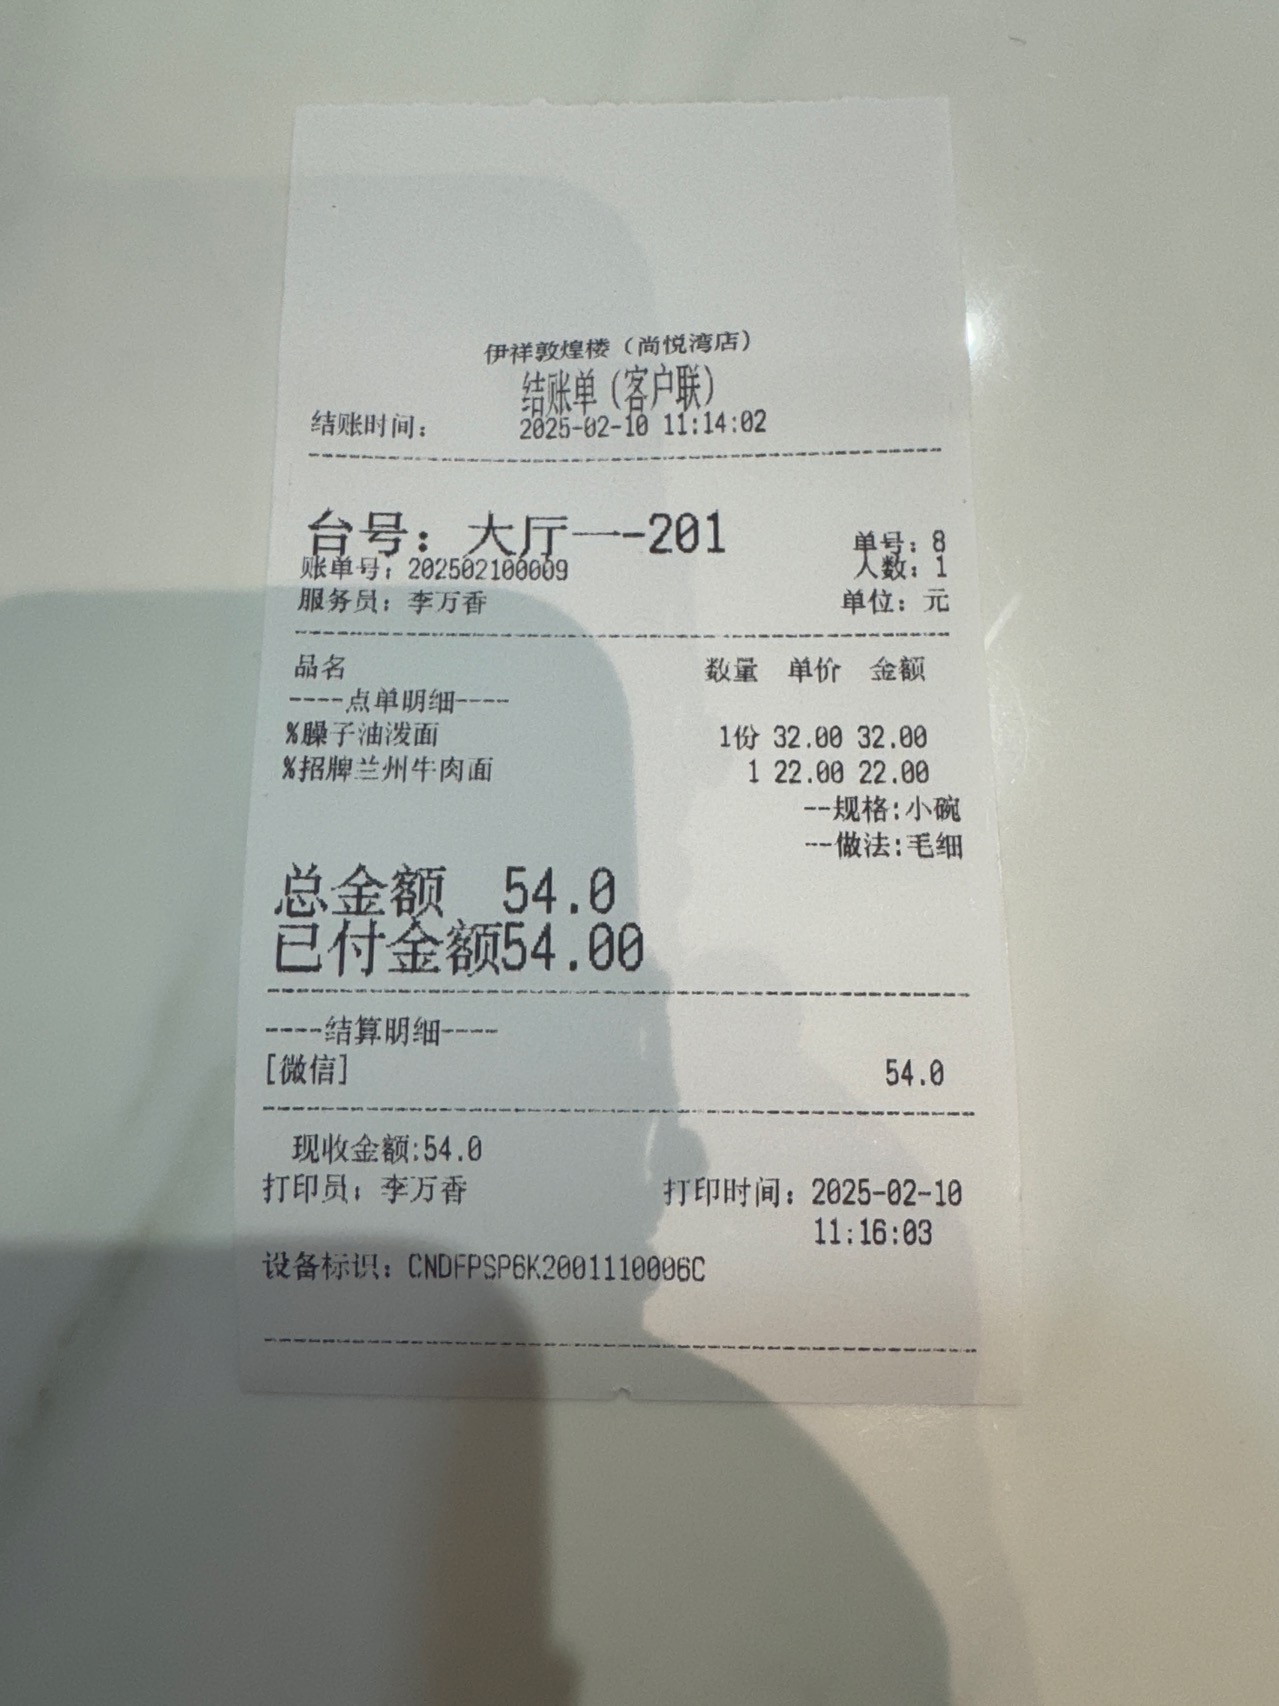 伊祥敦煌楼（尚悦湾店）
结账单（客户联）
结账时间： 2025-02-10 11:14:02
台号：大厅一-201 单号：8
账单号：202502100009 人数：1
服务员：李万香 单位：元
品名 数量 单价 金额
----点单明细----
%臊子油泼面 1份 32.00 32.00
%招牌兰州牛肉面 1 22.00 22.00
--规格:小碗
--做法:毛细
总金额 54.0
已付金额54.00
----结算明细----
[微信] 54.0
现收金额:54.0
打印员：李万香 打印时间：2025-02-10
11:16:03
设备标识：CNDFPSP6K2001110006C